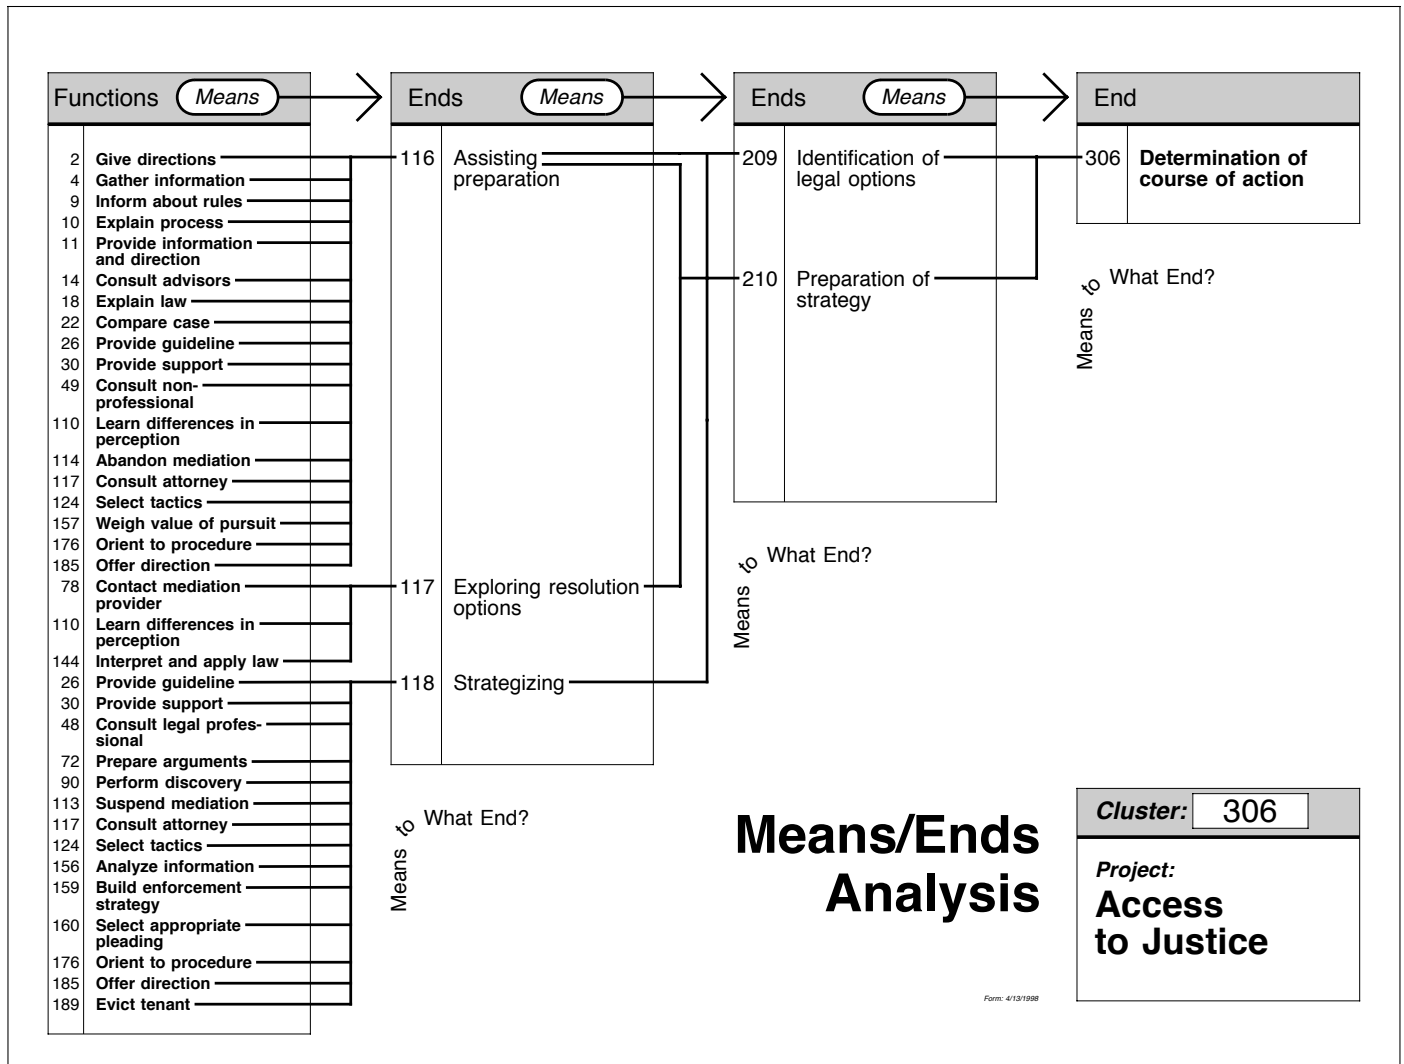 Functions Means
Ends Means
Ends Means
End
2 Give directions
4 Gather information
9 Inform about rules
10 Explain process
11 Provide information
and direction
14 Consult advisors
18 Explain law
22 Compare case
26 Provide guideline
30 Provide support
49 Consult non-
professional
110 Learn differences in
perception
114 Abandon mediation
117 Consult attorney
124 Select tactics
157 Weigh value of pursuit
176 Orient to procedure
185 Offer direction
78 Contact mediation
provider
110 Learn differences in
perception
144 Interpret and apply law
26 Provide guideline
30 Provide support
48 Consult legal profes-
sional
72 Prepare arguments
90 Perform discovery
113 Suspend mediation
117 Consult attorney
124 Select tactics
156 Analyze information
159 Build enforcement
strategy
160 Select appropriate
pleading
176 Orient to procedure
185 Offer direction
189 Evict tenant
116 Assisting
preparation
117 Exploring resolution
options
118 Strategizing
Means to What End?
209 Identification of
legal options
210 Preparation of
strategy
Means to What End?
306 Determination of
course of action
Means to What End?
Means/Ends
Analysis
Form: 4/13/1998
Cluster: 306
Project:
Access
to Justice